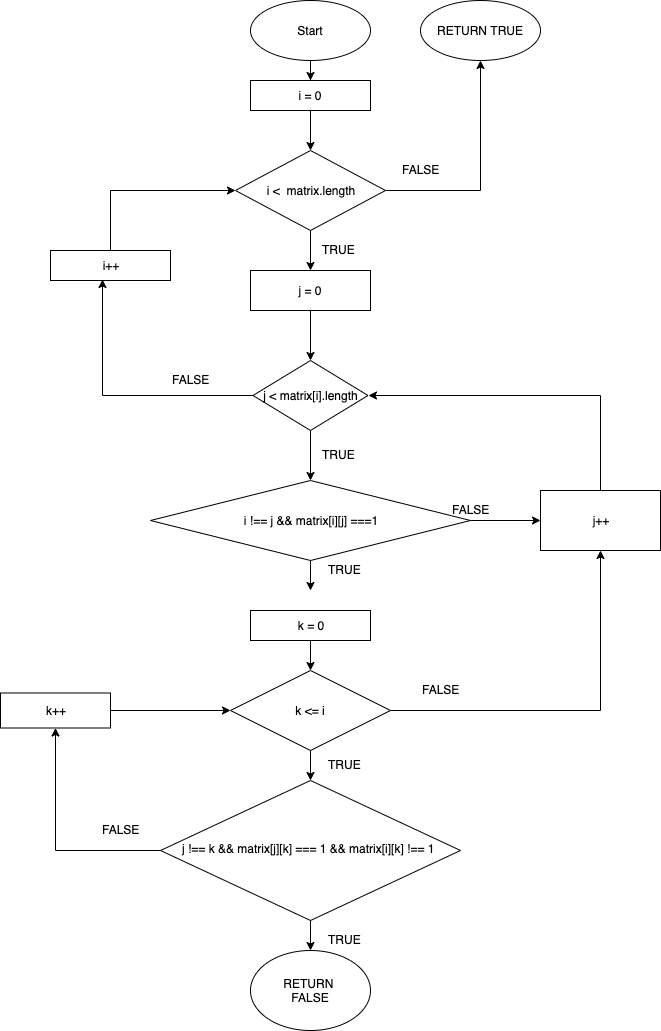 Start
RETURN TRUE
i = 0
FALSE
i < matrix.length
TRUE
i++
j = 0
FALSE
j < matrix[i].length
TRUE
FALSE
i !== j && matrix[i][j] ===1
j++
TRUE
k = 0
FALSE
k++
k <= i
TRUE
FALSE
j !== k && matrix[j][k] === 1 && matrix[i][k] !== 1
TRUE
RETURN
FALSE